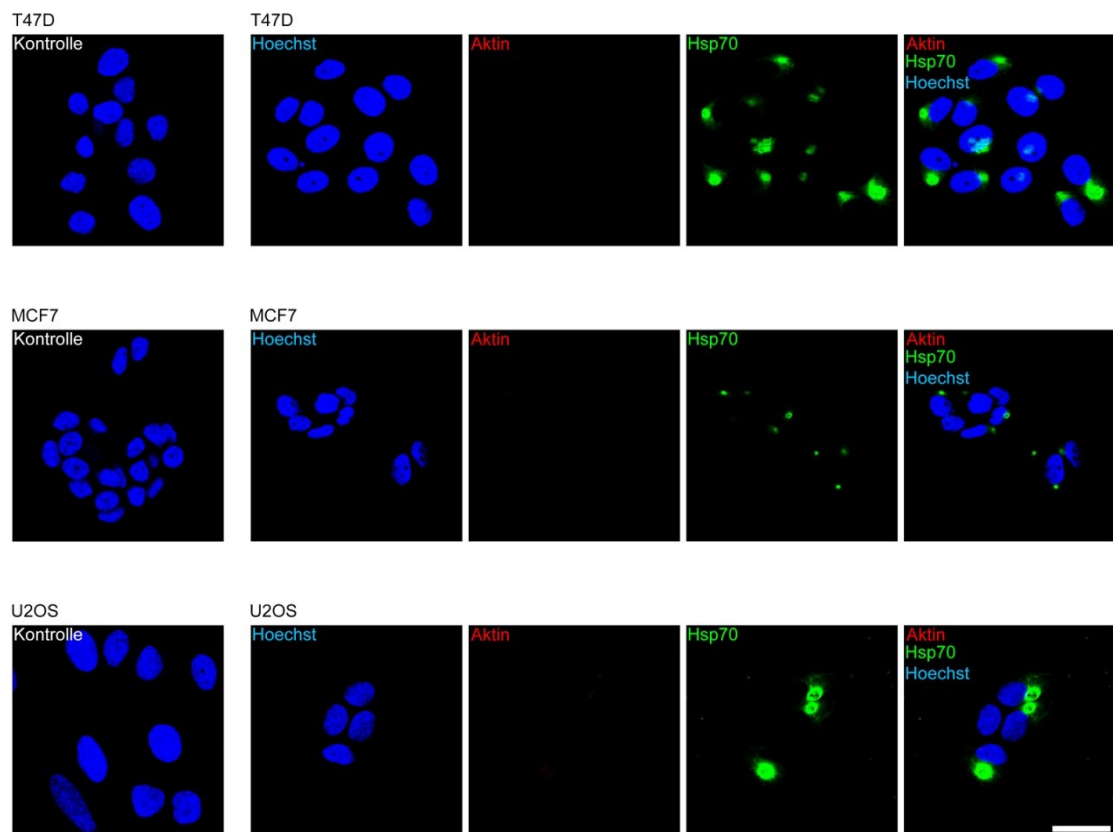 T47D
Kontrolle
T47D
Hoechst
Aktin
Hsp70
Aktin
Hsp70
Hoechst
MCF7
Kontrolle
MCF7
Hoechst
Aktin
Hsp70
Aktin
Hsp70
Hoechst
U2OS
Kontrolle
U2OS
Hoechst
Aktin
Hsp70
Aktin
Hsp70
Hoechst